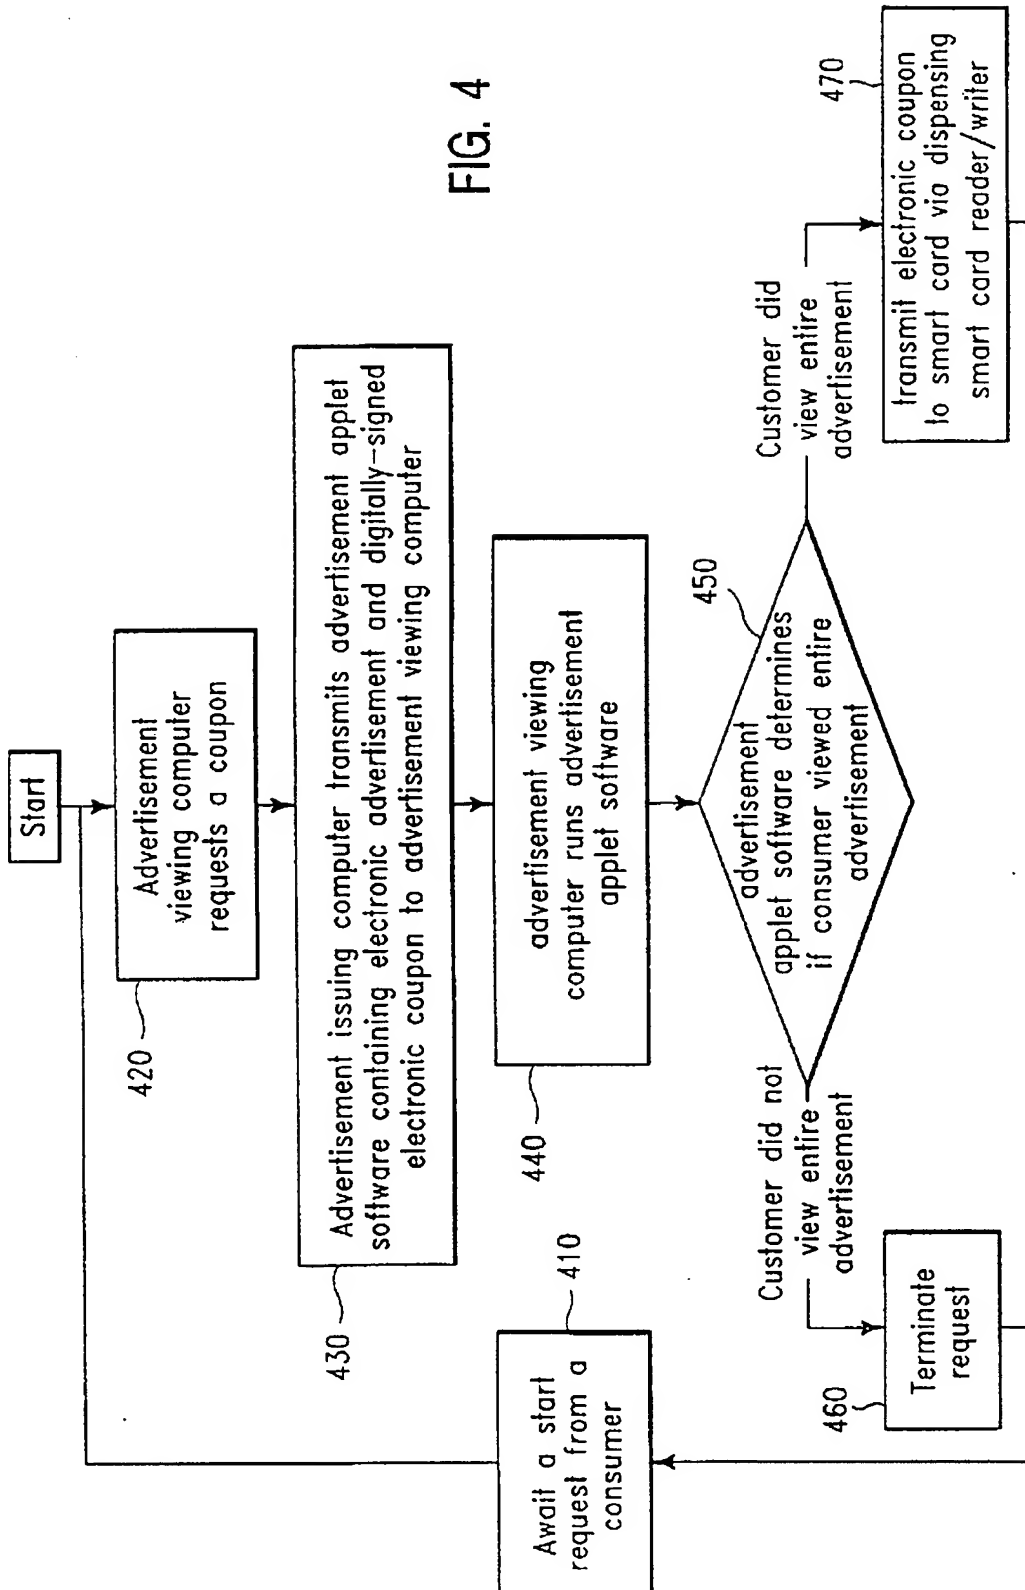 Start
Advertisement
viewing computer
requests a coupon
420
Advertisement issuing computer transmits advertisement applet
software containing electronic advertisement and digitally-signed
electronic coupon to advertisement viewing computer
430
advertisement viewing
computer runs advertisement
applet software
440
advertisement
applet software determines
if consumer viewed entire
advertisement
450
Customer did not
view entire
advertisement
Customer did
view entire
advertisement
Terminate
request
460
transmit electronic coupon
to smart card via dispensing
smart card reader/writer
470
Await a start
request from a
consumer
410
FIG. 4